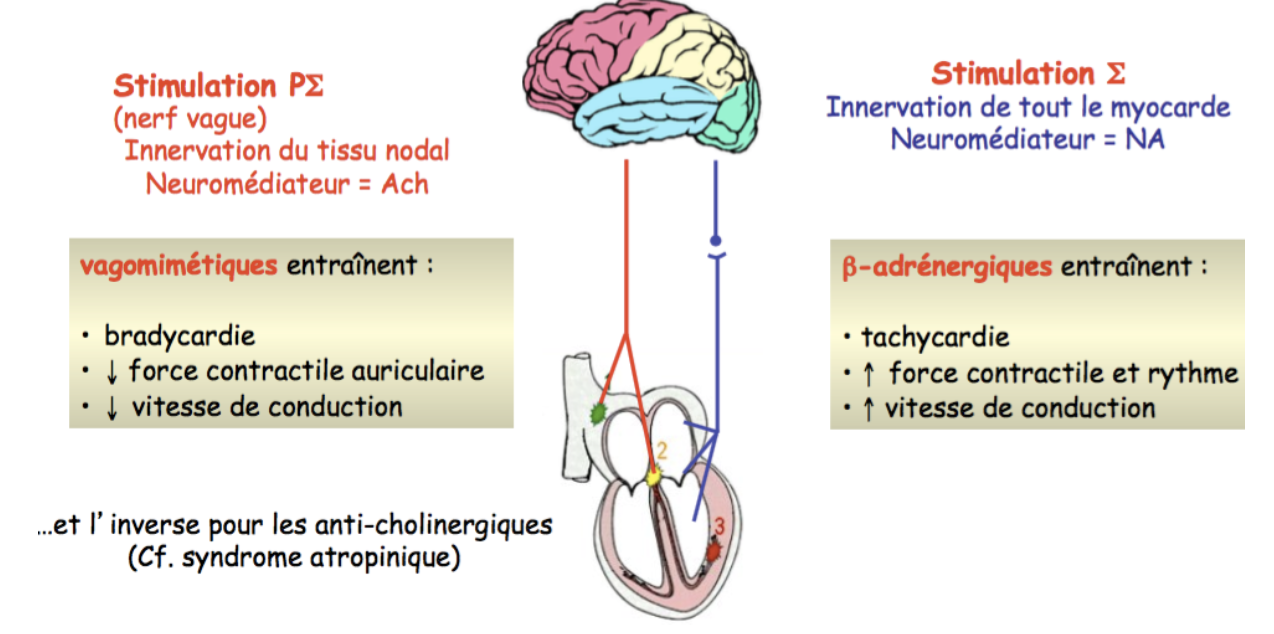 Stimulation PΣ
(nerf vague)
Innervation du tissu nodal
Neuromédiateur = Ach
Stimulation Σ
Innervation de tout le myocarde
Neuromédiateur = NA
vagomimétiques entraînent :
• bradycardie
• ↓ force contractile auriculaire
• ↓ vitesse de conduction
β-adrénergiques entraînent :
• tachycardie
• ↑ force contractile et rythme
• ↑ vitesse de conduction
1
2
3
…et l’inverse pour les anti-cholinergiques
(Cf. syndrome atropinique)